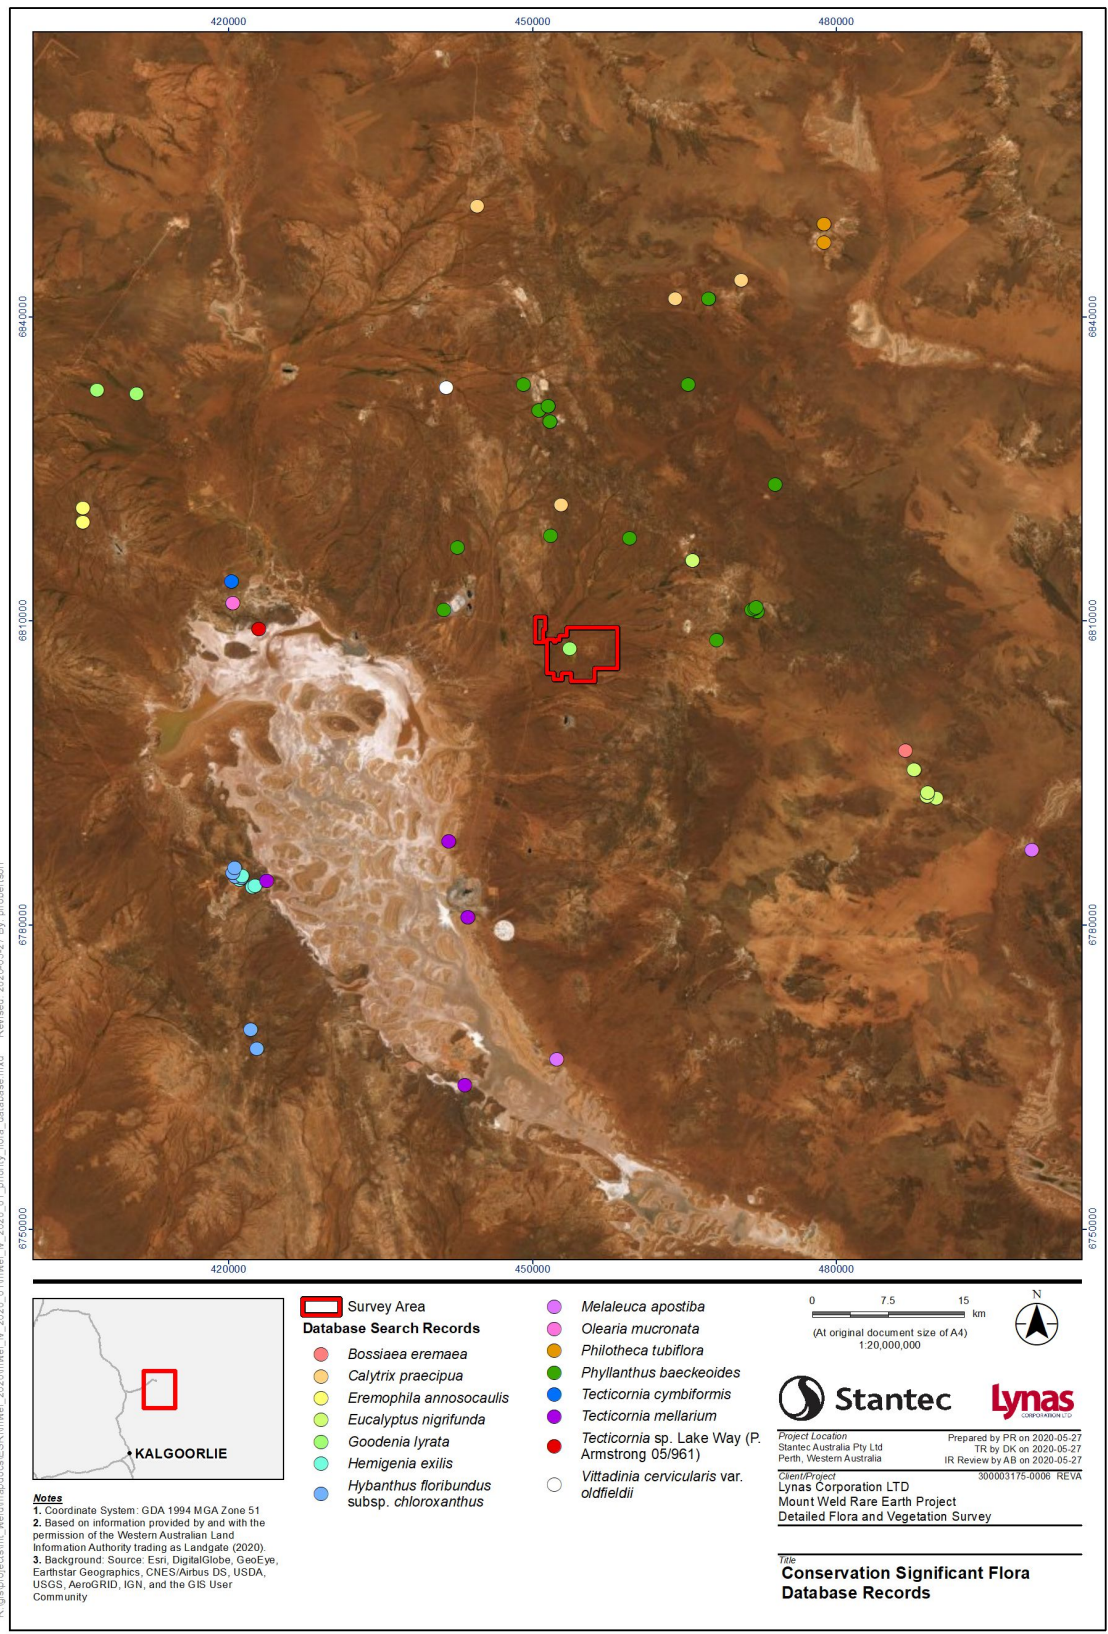 420000
450000
480000
6840000
6840000
6810000
6810000
6780000
6780000
6750000
6750000
420000
450000
480000
KALGOORLIE
Notes
1. Coordinate System: GDA 1994 MGA Zone 51
2. Based on information provided by and with the
permission of the Western Australian Land
Information Authority trading as Landgate (2020).
3. Background: Source: Esri, DigitalGlobe, GeoEye,
Earthstar Geographics, CNES/Airbus DS, USDA,
USGS, AeroGRID, IGN, and the GIS User
Community
Survey Area
Database Search Records
Bossiaea eremaea
Calytrix praecipua
Eremophila annosocaulis
Eucalyptus nigrifunda
Goodenia lyrata
Hemigenia exilis
Hybanthus floribundus
subsp. chloroxanthus
Melaleuca apostiba
Olearia mucronata
Philotheca tubiflora
Phyllanthus baeckeoides
Tecticornia cymbiformis
Tecticornia mellarium
Tecticornia sp. Lake Way (P.
Armstrong 05/961)
Vittadinia cervicularis var.
oldfieldii
0 7.5 15
km
(At original document size of A4)
1:20,000,000
N
Stantec
Lynas
CORPORATION LTD
Project Location
Stantec Australia Pty Ltd
Perth, Western Australia
Prepared by PR on 2020-05-27
TR by DK on 2020-05-27
IR Review by AB on 2020-05-27
Client/Project
300003175-0006 REVA
Lynas Corporation LTD
Mount Weld Rare Earth Project
Detailed Flora and Vegetation Survey
Title
Conservation Significant Flora
Database Records